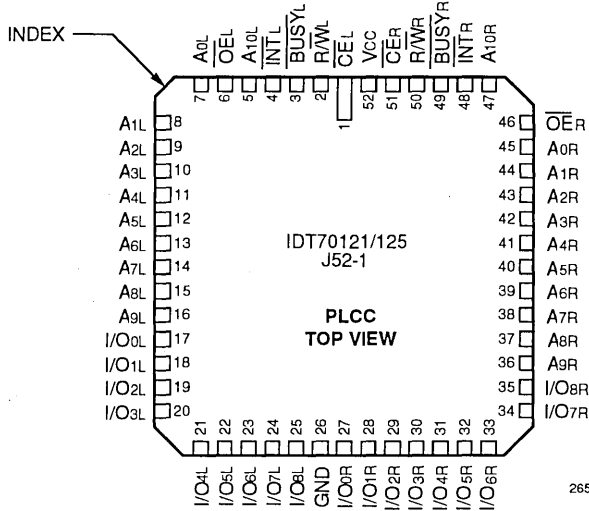 INDEX
A0L
OEL
A10L
INTL
BUSYL
R/WL
CEL
VCC
CER
R/WR
BUSYR
INTR
A10R
7
6
5
4
3
2
1
52
51
50
49
48
47
A1L 8
A2L 9
A3L 10
A4L 11
A5L 12
A6L 13
A7L 14
A8L 15
A9L 16
I/O0L 17
I/O1L 18
I/O2L 19
I/O3L 20
IDT70121/125
J52-1
PLCC
TOP VIEW
46 OER
45 A0R
44 A1R
43 A2R
42 A3R
41 A4R
40 A5R
39 A6R
38 A7R
37 A8R
36 A9R
35 I/O8R
34 I/O7R
21
22
23
24
25
26
27
28
29
30
31
32
33
I/O4L
I/O5L
I/O6L
I/O7L
I/O8L
GND
I/O0R
I/O1R
I/O2R
I/O3R
I/O4R
I/O5R
I/O6R
265